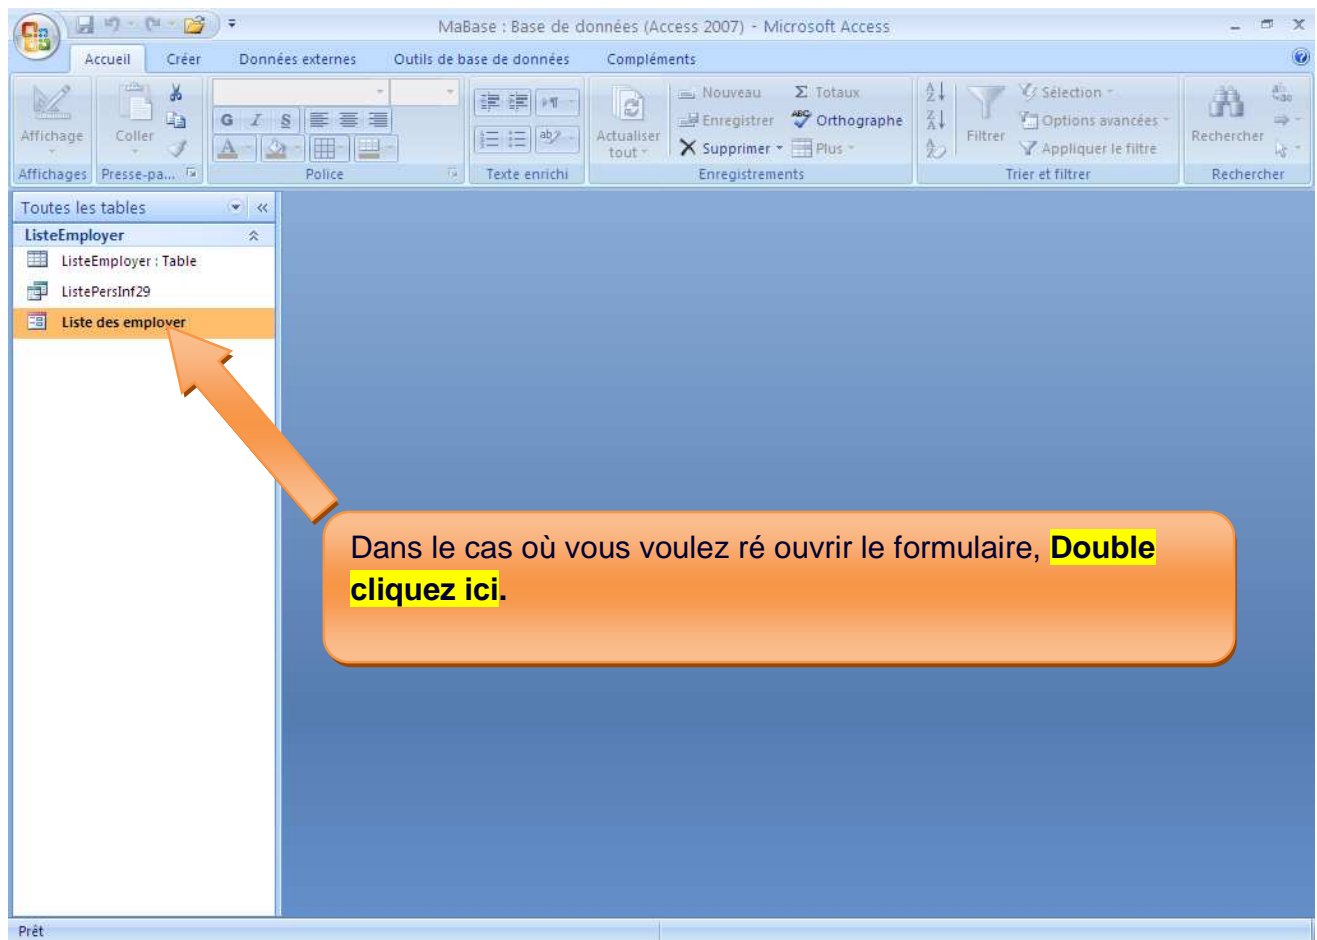 MaBase : Base de données (Access 2007) - Microsoft Access
Accueil Créer Données externes Outils de base de données Compléments
Affichage
Coller
G I S
A
Actualiser tout
Nouveau
Enregistrer
Supprimer
Σ Totaux
ABC Orthographe
Plus
Filtrer
Sélection
Options avancées
Appliquer le filtre
Rechercher
Affichages Presse-pa... Police Texte enrichi Enregistrements Trier et filtrer Rechercher
Toutes les tables
ListeEmployer
ListeEmployer : Table
ListePersInf29
Liste des employer
Dans le cas où vous voulez ré ouvrir le formulaire, Double
cliquez ici.
Prêt